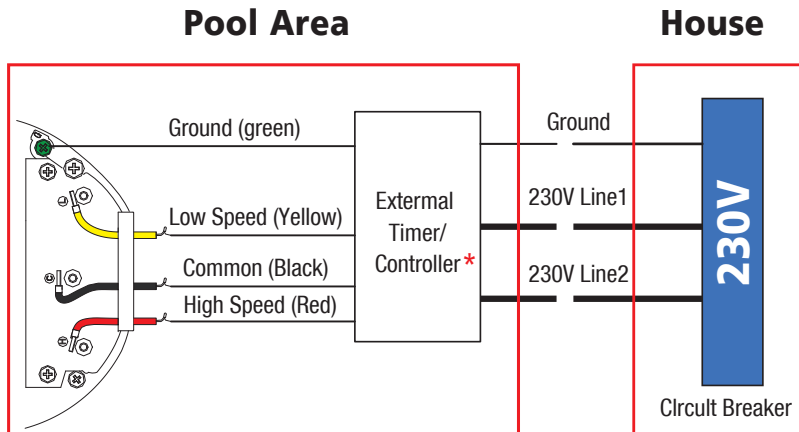 Pool Area
House
Ground (green)
Ground
Low Speed (Yellow)
230V Line1
Common (Black)
High Speed (Red)
230V Line2
Extermal
Timer/
Controller*
230V
CIrcult Breaker
L
C
H